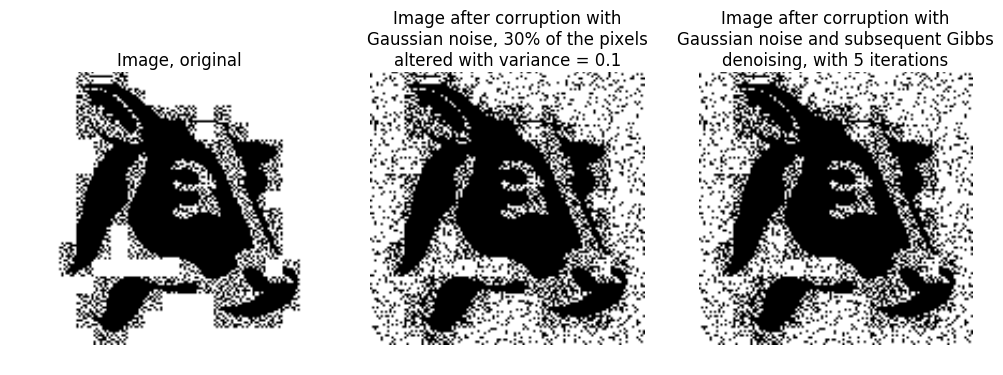 Image, original
Image after corruption with
Gaussian noise, 30% of the pixels
altered with variance = 0.1
Image after corruption with
Gaussian noise and subsequent Gibbs
denoising, with 5 iterations